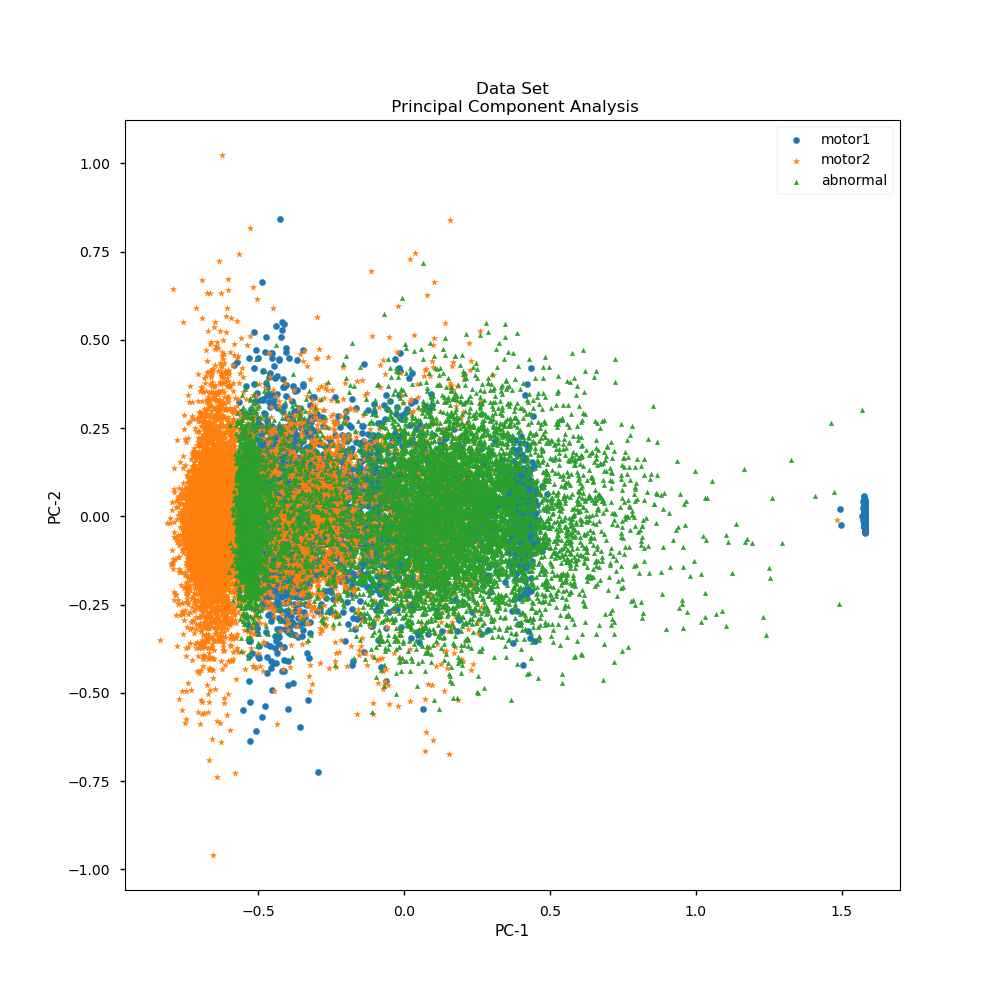 Data Set
Principal Component Analysis
motor1
motor2
abnormal
1.00
0.75
0.50
0.25
0.00
−0.25
−0.50
−0.75
−1.00
PC-2
−0.5
0.0
0.5
1.0
1.5
PC-1